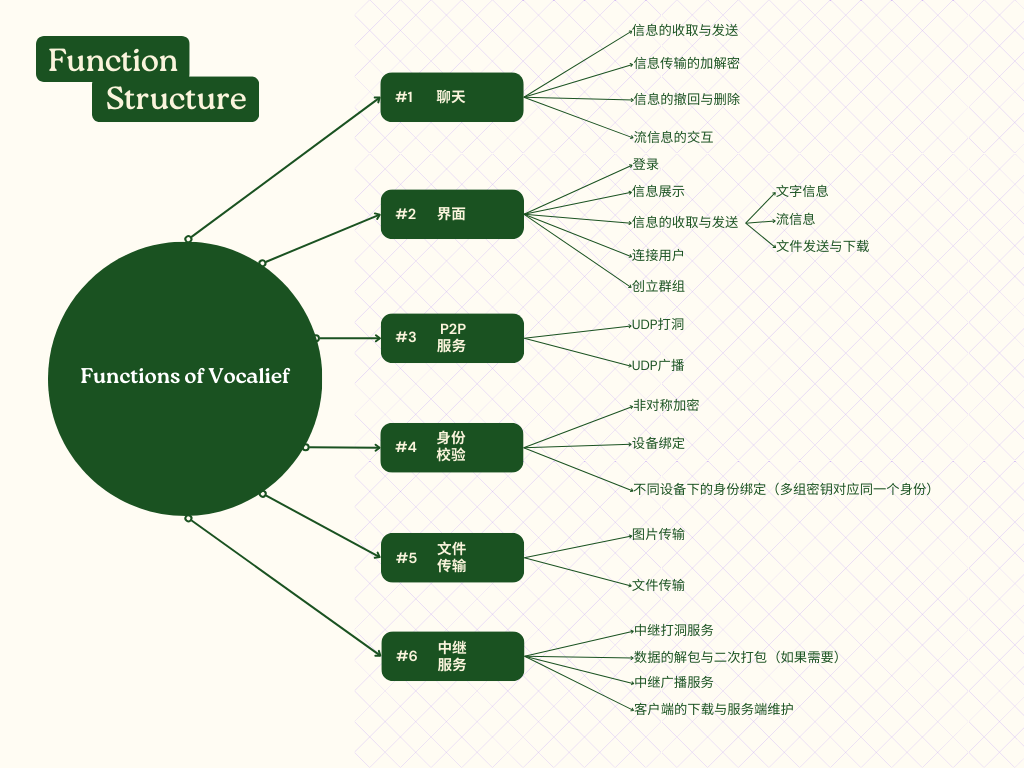 Function
Structure
Functions of Vocalief
#1 聊天
信息的收取与发送
信息传输的加解密
信息的撤回与删除
流信息的交互
#2 界面
登录
信息展示
信息的收取与发送
文字信息
流信息
文件发送与下载
连接用户
创立群组
#3 P2P
服务
UDP打洞
UDP广播
#4 身份
校验
非对称加密
设备绑定
不同设备下的身份绑定（多组密钥对应同一个身份）
#5 文件
传输
图片传输
文件传输
#6 中继
服务
中继打洞服务
数据的解包与二次打包（如果需要）
中继广播服务
客户端的下载与服务端维护